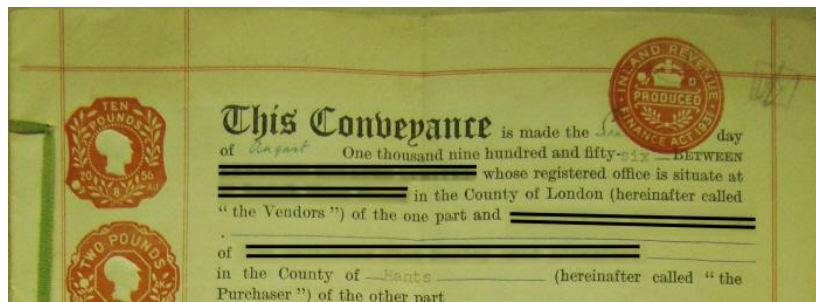 TEN
POUNDS
20
56
8
A.J
TWO POUNDS
INLAND REVENUE
PRODUCED
FINANCE ACT 1931.
This Conveyance is made the day
of August One thousand nine hundred and fifty-six BETWEEN
whose registered office is situate at
in the County of London (hereinafter called
“ the Vendors ”) of the one part and
of
in the County of Hants (hereinafter called “ the
Purchaser ”) of the other part